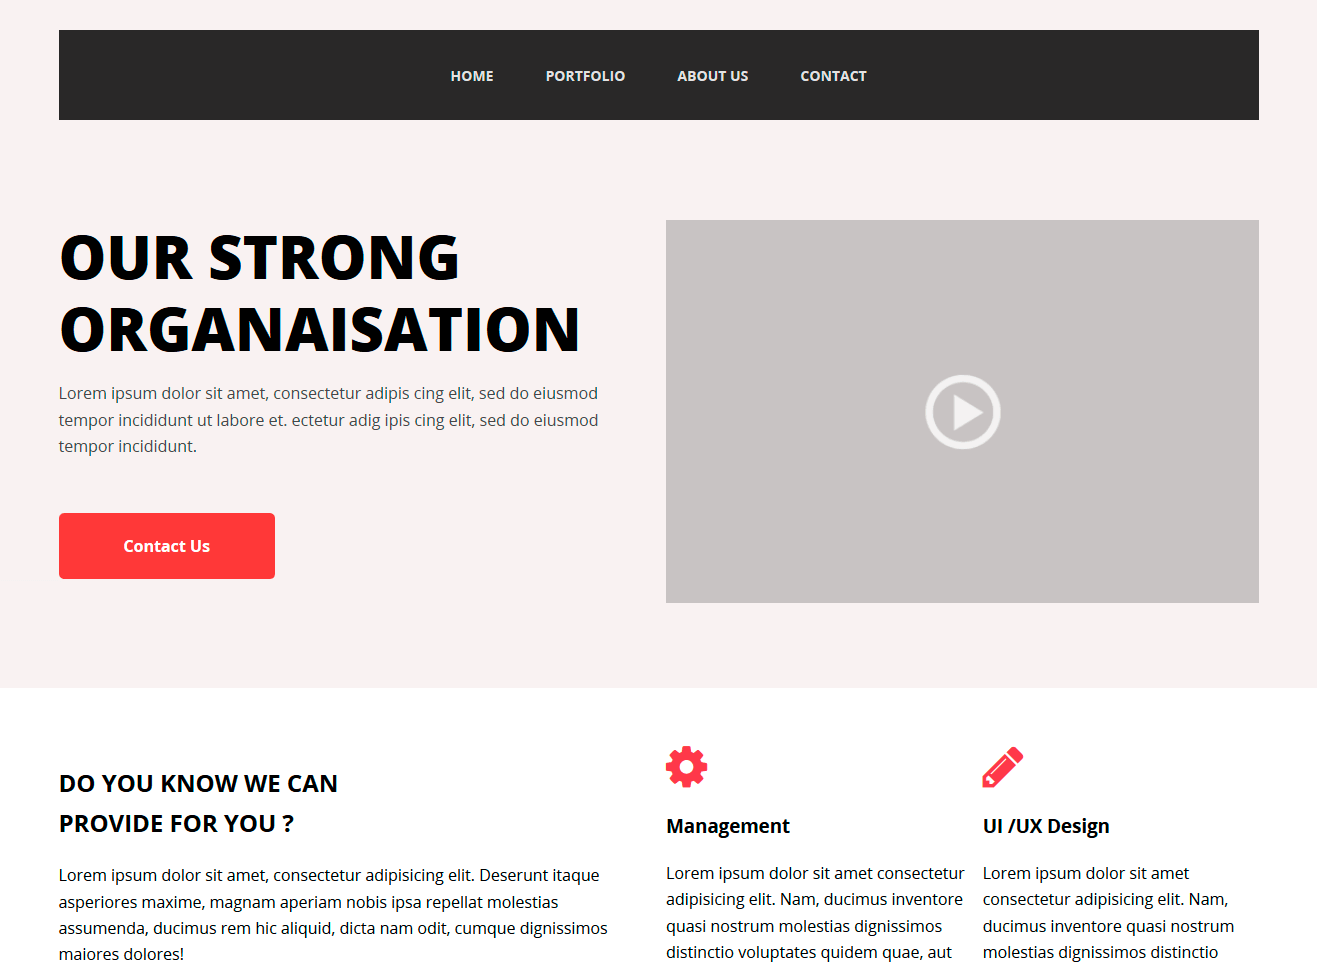 HOME PORTFOLIO ABOUT US CONTACT
OUR STRONG
ORGANAISATION
Lorem ipsum dolor sit amet, consectetur adipis cing elit, sed do eiusmod
tempor incididunt ut labore et. ectetur adig ipis cing elit, sed do eiusmod
tempor incididunt.
Contact Us
DO YOU KNOW WE CAN
PROVIDE FOR YOU ?
Lorem ipsum dolor sit amet, consectetur adipisicing elit. Deserunt itaque
asperiores maxime, magnam aperiam nobis ipsa repellat molestias
assumenda, ducimus rem hic aliquid, dicta nam odit, cumque dignissimos
maiores dolores!
Management
Lorem ipsum dolor sit amet consectetur
adipisicing elit. Nam, ducimus inventore
quasi nostrum molestias dignissimos
distinctio voluptates quidem quae, aut
UI /UX Design
Lorem ipsum dolor sit amet
consectetur adipisicing elit. Nam,
ducimus inventore quasi nostrum
molestias dignissimos distinctio